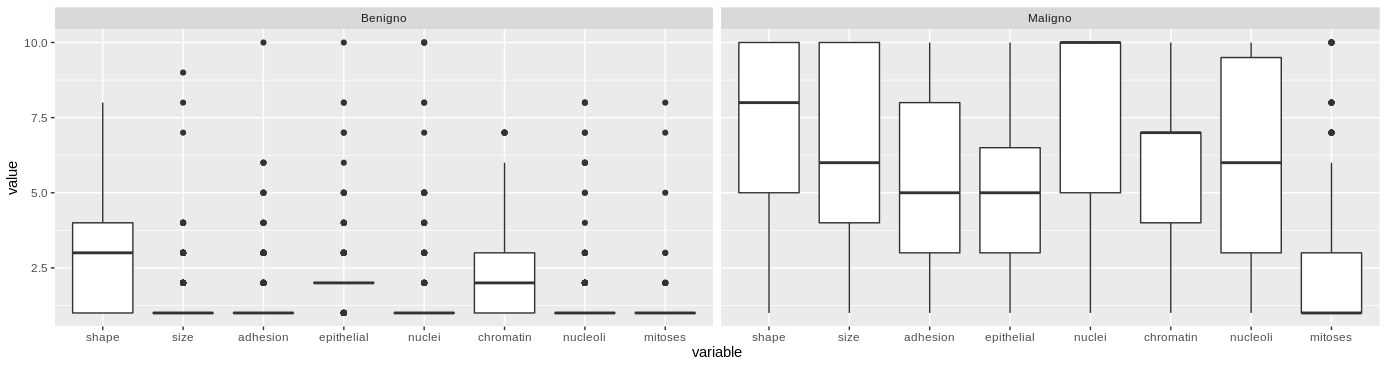 Benigno Maligno
value
10.0
7.5
5.0
2.5
shape size adhesion epithelial nuclei chromatin nucleoli mitoses shape size adhesion epithelial nuclei chromatin nucleoli mitoses
variable